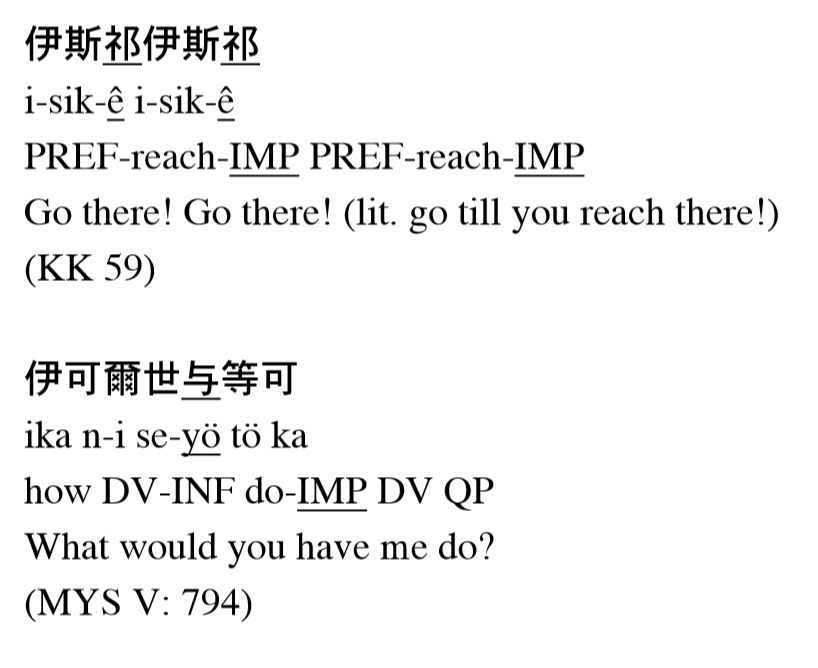 伊斯祁伊斯祁
i-sik-ê i-sik-ê
PREF-reach-IMP PREF-reach-IMP
Go there! Go there! (lit. go till you reach there!)
(KK 59)
伊可爾世与等可
ika n-i se-yö tö ka
how DV-INF do-IMP DV QP
What would you have me do?
(MYS V: 794)